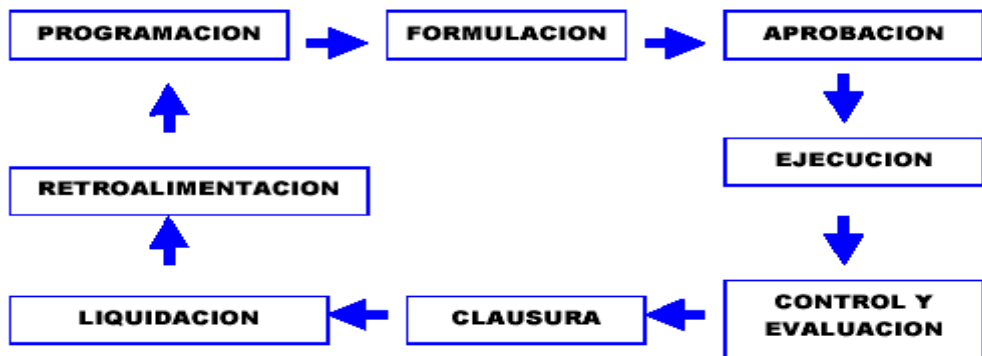 PROGRAMACION
FORMULACION
APROBACION
EJECUCION
RETROALIMENTACION
LIQUIDACION
CLAUSURA
CONTROL Y
EVALUACION